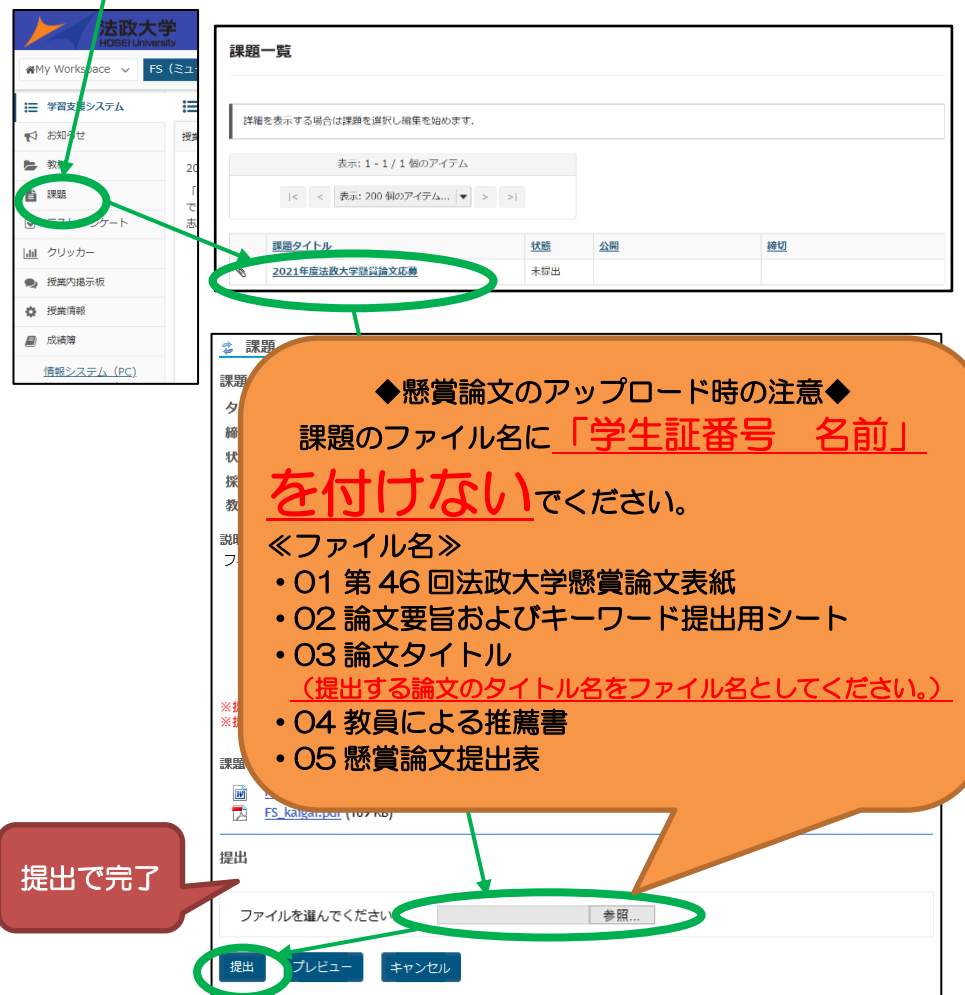 法政大学
HOSEI University
My Workspace
FS（ミュ
学習支援システム
お知らせ
課題
クリッカー
授業内掲示板
授業情報
成績簿
情報システム（PC)
課題一覧
詳細を表示する場合は課題を選択し編集を始めます.
表示: 1 - 1 / 1 個のアイテム
|< < 表示: 200 個のアイテム... ▼ > >|
課題タイトル 状態 公開 締切
2021年度法政大学懸賞論文応募 未提出
課題
◆懸賞論文のアップロード時の注意◆
課題のファイル名に「学生証番号　名前」
を付けないでください。
≪ファイル名≫
・01 第 46 回法政大学懸賞論文表紙
・02 論文要旨およびキーワード提出用シート
・03 論文タイトル
（提出する論文のタイトル名をファイル名としてください。）
・04 教員による推薦書
・05 懸賞論文提出表
FS_kaigai.pdf (109 KB)
提出
提出で完了
ファイルを選んでください
参照...
提出 プレビュー キャンセル